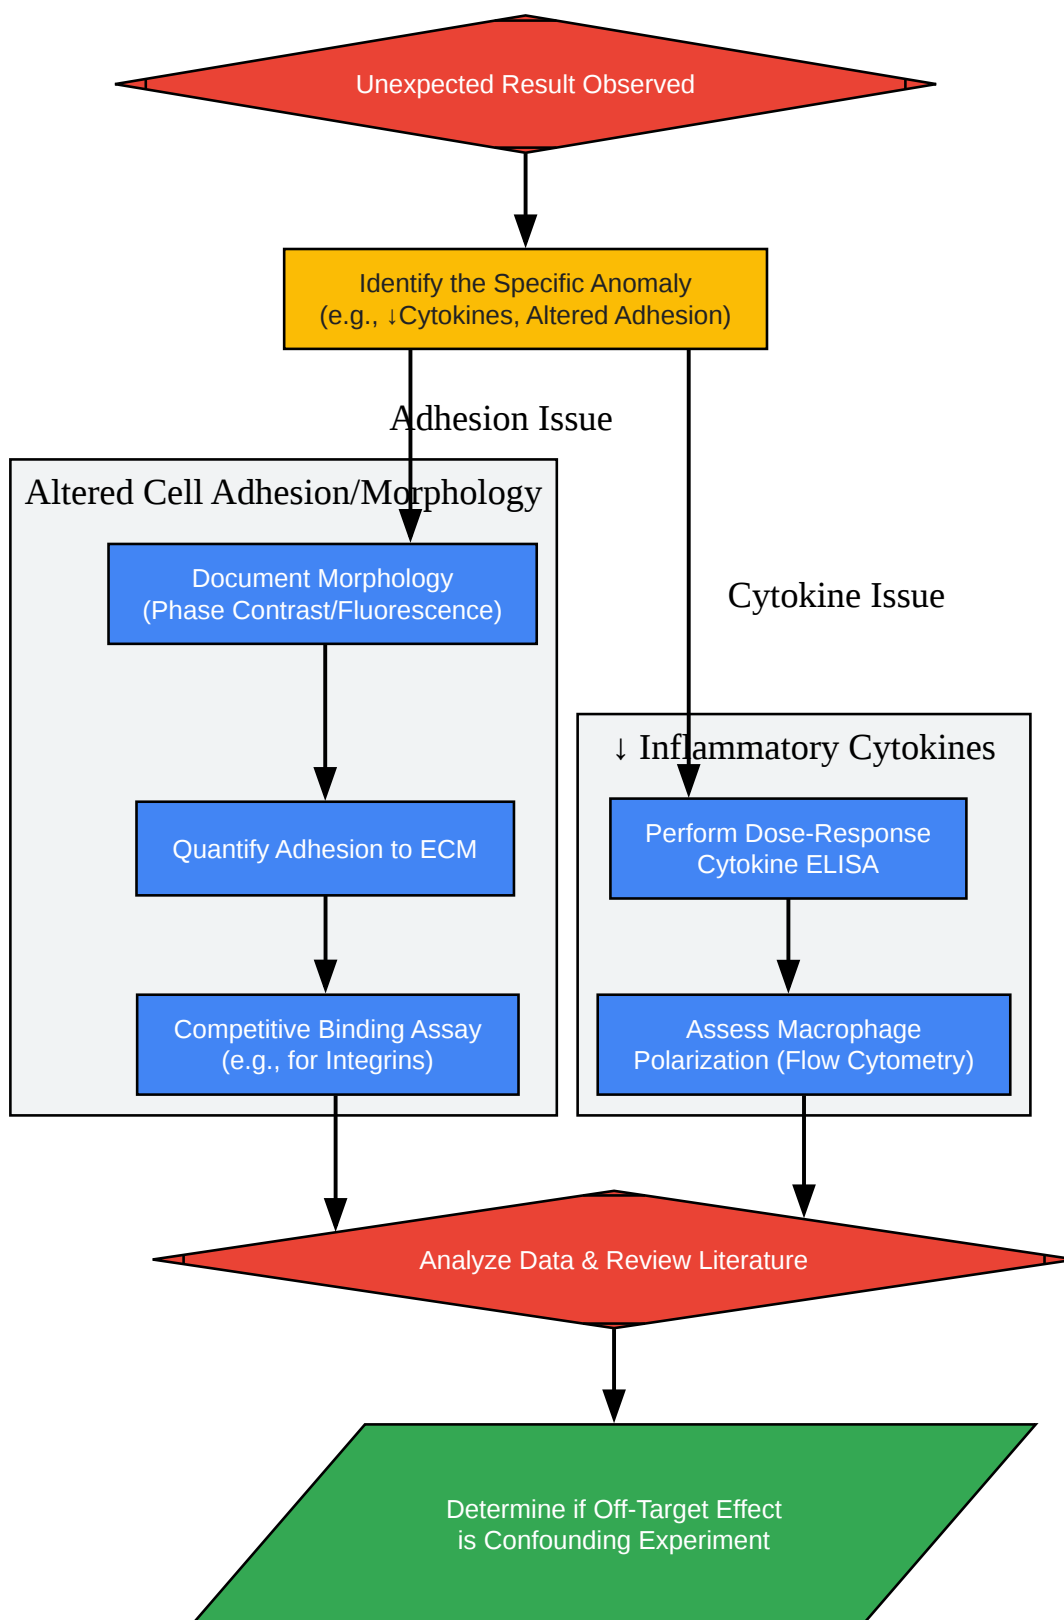 Unexpected Result Observed
Identify the Specific Anomaly
(e.g., ↓Cytokines, Altered Adhesion)
Adhesion Issue
Altered Cell Adhesion/Morphology
Document Morphology
(Phase Contrast/Fluorescence)
Quantify Adhesion to ECM
Competitive Binding Assay
(e.g., for Integrins)
Cytokine Issue
↓ Inflammatory Cytokines
Perform Dose-Response
Cytokine ELISA
Assess Macrophage
Polarization (Flow Cytometry)
Analyze Data & Review Literature
Determine if Off-Target Effect
is Confounding Experiment